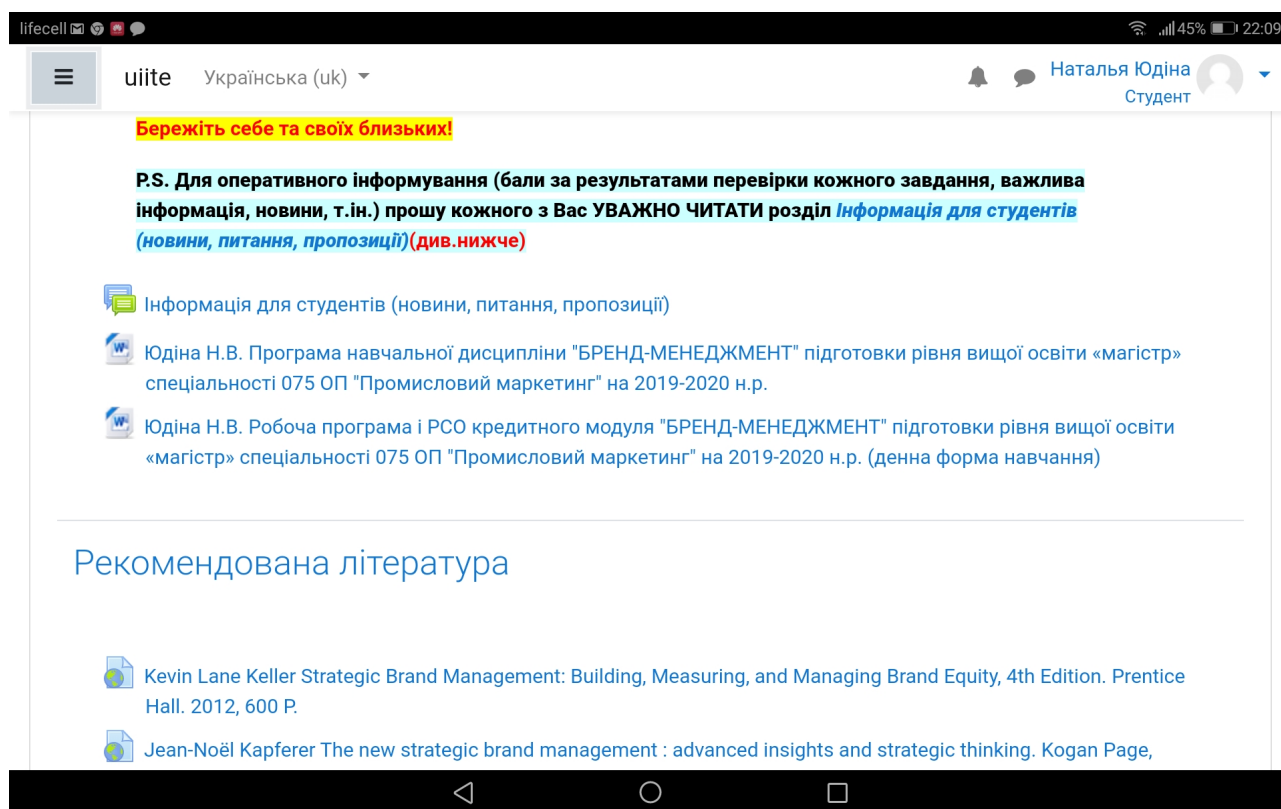 lifecell 45% 22:09
uiite Українська (uk) Наталья Юдіна
Студент
Бережіть себе та своїх близьких!
P.S. Для оперативного інформування (бали за результатами перевірки кожного завдання, важлива
інформація, новини, т.ін.) прошу кожного з Вас УВАЖНО ЧИТАТИ розділ Інформація для студентів
(новини, питання, пропозиції)(див.нижче)
Інформація для студентів (новини, питання, пропозиції)
Юдіна Н.В. Програма навчальної дисципліни "БРЕНД-МЕНЕДЖМЕНТ" підготовки рівня вищої освіти «магістр»
спеціальності 075 ОП "Промисловий маркетинг" на 2019-2020 н.р.
Юдіна Н.В. Робоча програма і РСО кредитного модуля "БРЕНД-МЕНЕДЖМЕНТ" підготовки рівня вищої освіти
«магістр» спеціальності 075 ОП "Промисловий маркетинг" на 2019-2020 н.р. (денна форма навчання)
Рекомендована література
Kevin Lane Keller Strategic Brand Management: Building, Measuring, and Managing Brand Equity, 4th Edition. Prentice
Hall. 2012, 600 P.
Jean-Noël Kapferer The new strategic brand management : advanced insights and strategic thinking. Kogan Page,